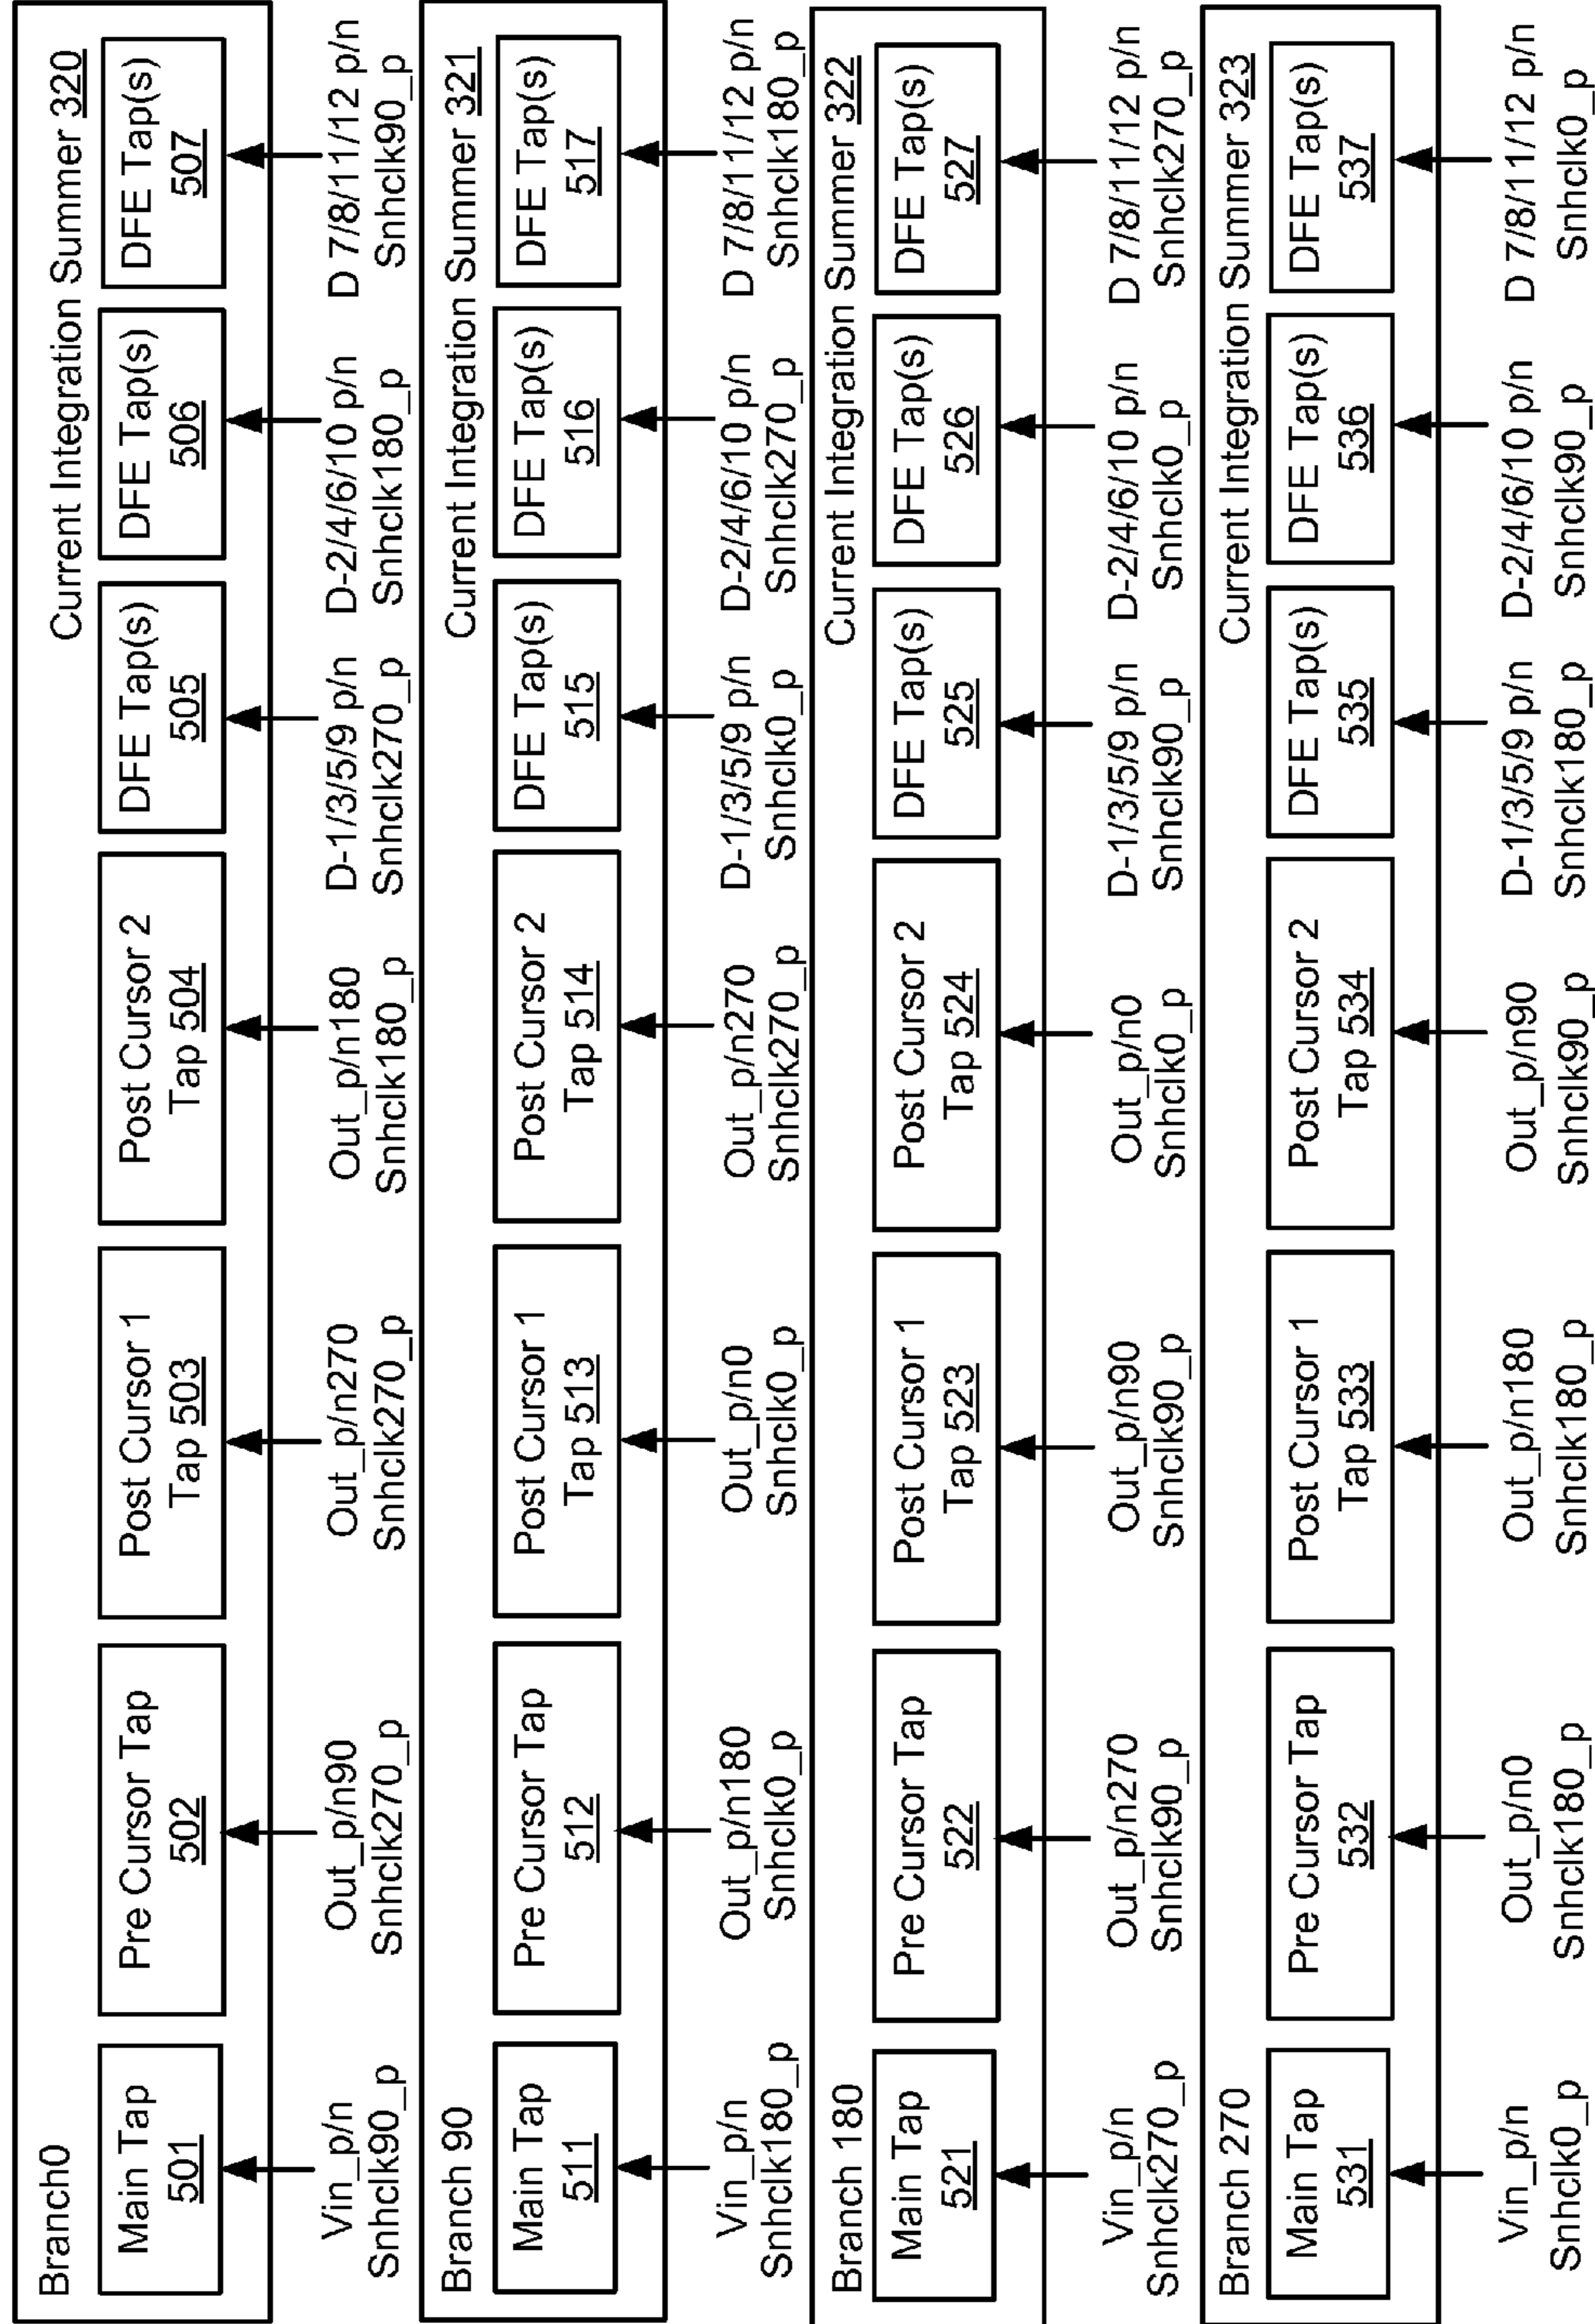 Branch0
Current Integration Summer 320
Main Tap
501
Pre Cursor Tap
502
Post Cursor 1
Tap 503
Post Cursor 2
Tap 504
DFE Tap(s)
505
DFE Tap(s)
506
DFE Tap(s)
507
Vin_p/n
Snhclk90_p
Out_p/n90
Snhclk270_p
Out_p/n270
Snhclk270_p
Out_p/n180
Snhclk180_p
D-1/3/5/9 p/n
Snhclk270_p
D-2/4/6/10 p/n
Snhclk180_p
D 7/8/11/12 p/n
Snhclk90_p
Branch 90
Current Integration Summer 321
Main Tap
511
Pre Cursor Tap
512
Post Cursor 1
Tap 513
Post Cursor 2
Tap 514
DFE Tap(s)
515
DFE Tap(s)
516
DFE Tap(s)
517
Vin_p/n
Snhclk180_p
Out_p/n180
Snhclk0_p
Out_p/n0
Snhclk0_p
Out_p/n270
Snhclk270_p
D-1/3/5/9 p/n
Snhclk0_p
D-2/4/6/10 p/n
Snhclk270_p
D 7/8/11/12 p/n
Snhclk180_p
Branch 180
Current Integration Summer 322
Main Tap
521
Pre Cursor Tap
522
Post Cursor 1
Tap 523
Post Cursor 2
Tap 524
DFE Tap(s)
525
DFE Tap(s)
526
DFE Tap(s)
527
Vin_p/n
Snhclk270_p
Out_p/n270
Snhclk90_p
Out_p/n90
Snhclk90_p
Out_p/n0
Snhclk0_p
D-1/3/5/9 p/n
Snhclk90_p
D-2/4/6/10 p/n
Snhclk0_p
D 7/8/11/12 p/n
Snhclk270_p
Branch 270
Current Integration Summer 323
Main Tap
531
Pre Cursor Tap
532
Post Cursor 1
Tap 533
Post Cursor 2
Tap 534
DFE Tap(s)
535
DFE Tap(s)
536
DFE Tap(s)
537
Vin_p/n
Snhclk0_p
Out_p/n0
Snhclk180_p
Out_p/n180
Snhclk180_p
Out_p/n90
Snhclk90_p
D-1/3/5/9 p/n
Snhclk180_p
D-2/4/6/10 p/n
Snhclk90_p
D 7/8/11/12 p/n
Snhclk0_p